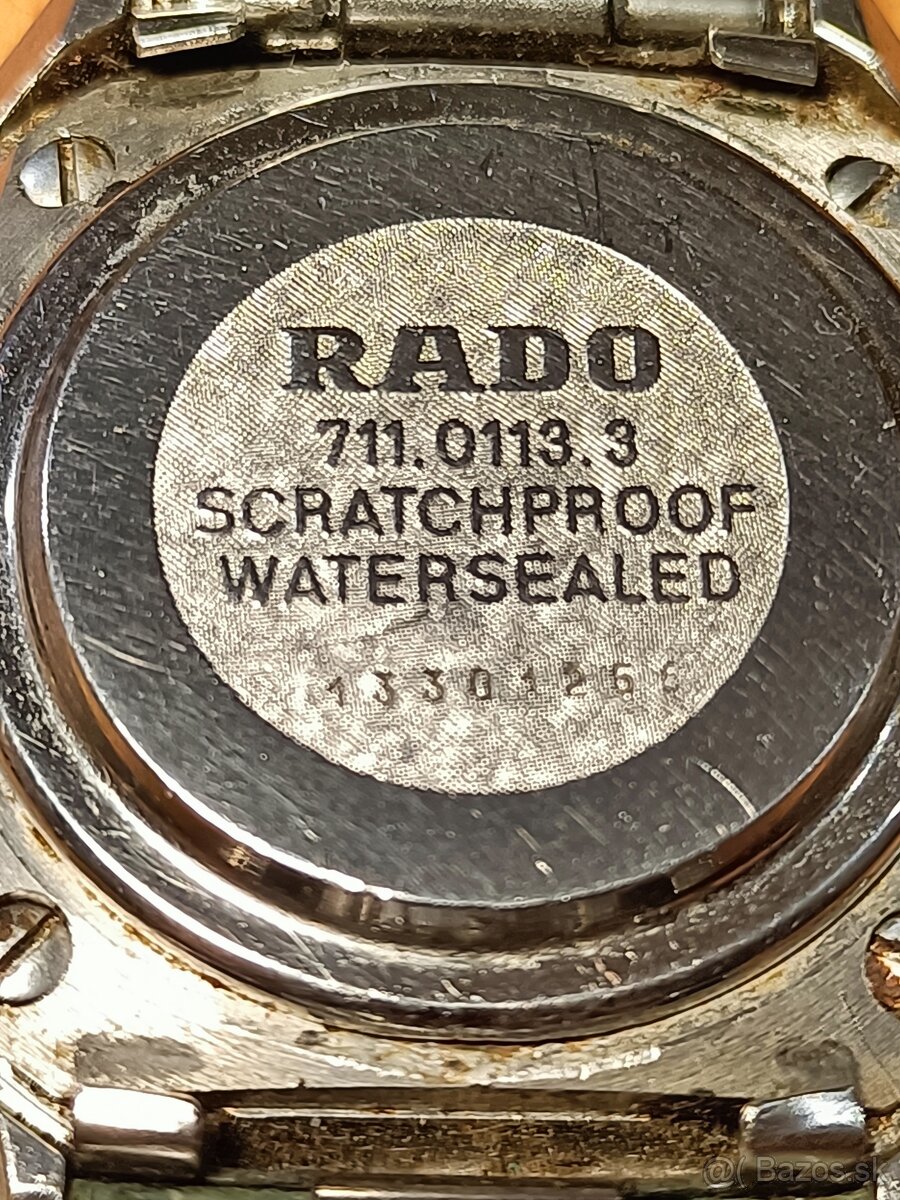 RADO
711.0113.3
SCRATCHPROOF
WATERSEALED
@( Bazos.sk